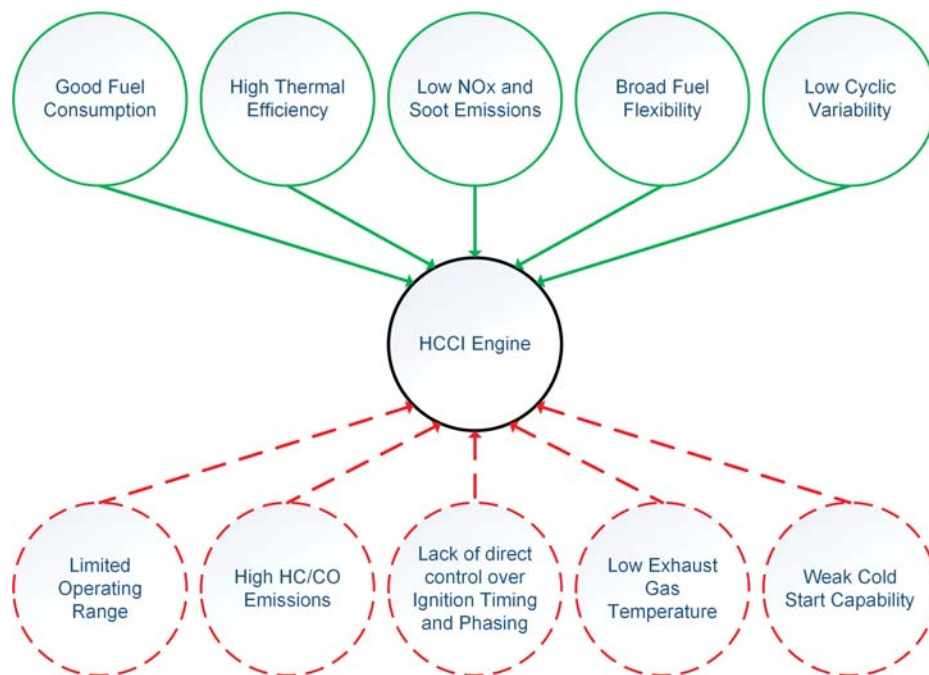 Good Fuel
Consumption
High Thermal
Efficiency
Low NOx and
Soot Emissions
Broad Fuel
Flexibility
Low Cyclic
Variability
HCCI Engine
Limited
Operating
Range
High HC/CO
Emissions
Lack of direct
control over
Ignition Timing
and Phasing
Low Exhaust
Gas
Temperature
Weak Cold
Start Capability